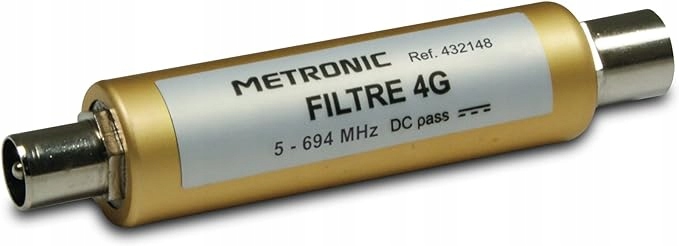 METRONIC Ref. 432148
FILTRE 4G
5 - 694 MHz DC pass